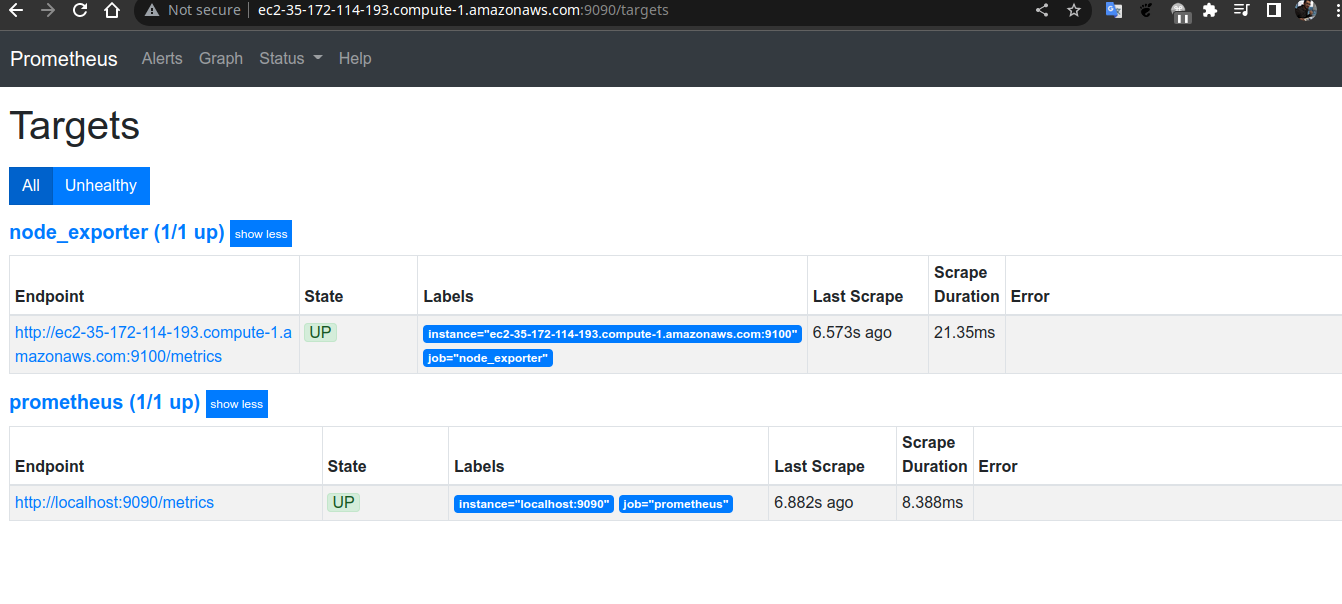 Not secure ec2-35-172-114-193.compute-1.amazonaws.com:9090/targets
Prometheus Alerts Graph Status Help
Targets
All Unhealthy
node_exporter (1/1 up) show less
Endpoint State Labels Last Scrape Scrape Duration Error
http://ec2-35-172-114-193.compute-1.a
mazonaws.com:9100/metrics
UP
instance="ec2-35-172-114-193.compute-1.amazonaws.com:9100"
job="node_exporter"
6.573s ago
21.35ms
prometheus (1/1 up) show less
Endpoint State Labels Last Scrape Scrape Duration Error
http://localhost:9090/metrics UP instance="localhost:9090" job="prometheus" 6.882s ago 8.388ms